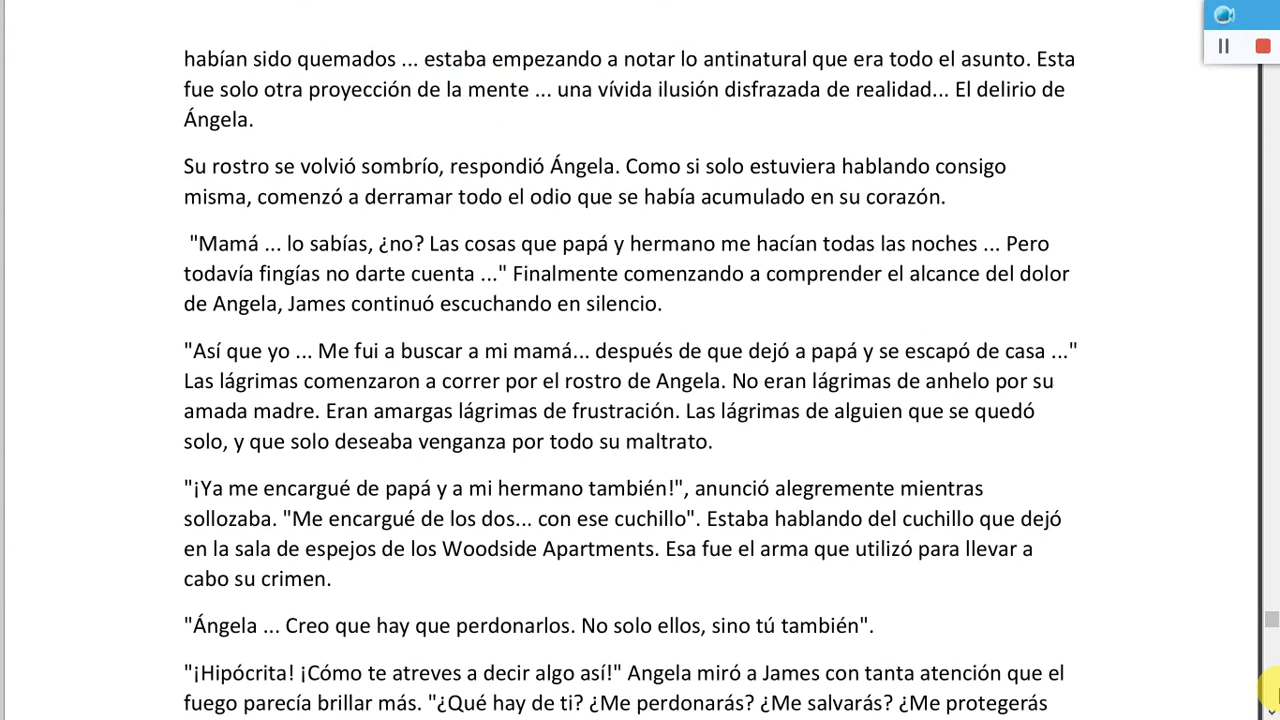 habían sido quemados ... estaba empezando a notar lo antinatural que era todo el asunto. Esta
fue solo otra proyección de la mente ... una vívida ilusión disfrazada de realidad... El delirio de
Ángela.
Su rostro se volvió sombrío, respondió Ángela. Como si solo estuviera hablando consigo
misma, comenzó a derramar todo el odio que se había acumulado en su corazón.
"Mamá ... lo sabías, ¿no? Las cosas que papá y hermano me hacían todas las noches ... Pero
todavía fingías no darte cuenta ..." Finalmente comenzando a comprender el alcance del dolor
de Angela, James continuó escuchando en silencio.
"Así que yo ... Me fui a buscar a mi mamá... después de que dejó a papá y se escapó de casa ..."
Las lágrimas comenzaron a correr por el rostro de Angela. No eran lágrimas de anhelo por su
amada madre. Eran amargas lágrimas de frustración. Las lágrimas de alguien que se quedó
solo, y que solo deseaba venganza por todo su maltrato.
"¡Ya me encargué de papá y a mi hermano también!", anunció alegremente mientras
sollozaba. "Me encargué de los dos... con ese cuchillo". Estaba hablando del cuchillo que dejó
en la sala de espejos de los Woodside Apartments. Esa fue el arma que utilizó para llevar a
cabo su crimen.
"Ángela ... Creo que hay que perdonarlos. No solo ellos, sino tú también".
"¡Hipócrita! ¡Cómo te atreves a decir algo así!" Angela miró a James con tanta atención que el
fuego parecía brillar más. "¿Qué hay de ti? ¿Me perdonarás? ¿Me salvarás? ¿Me protegerás